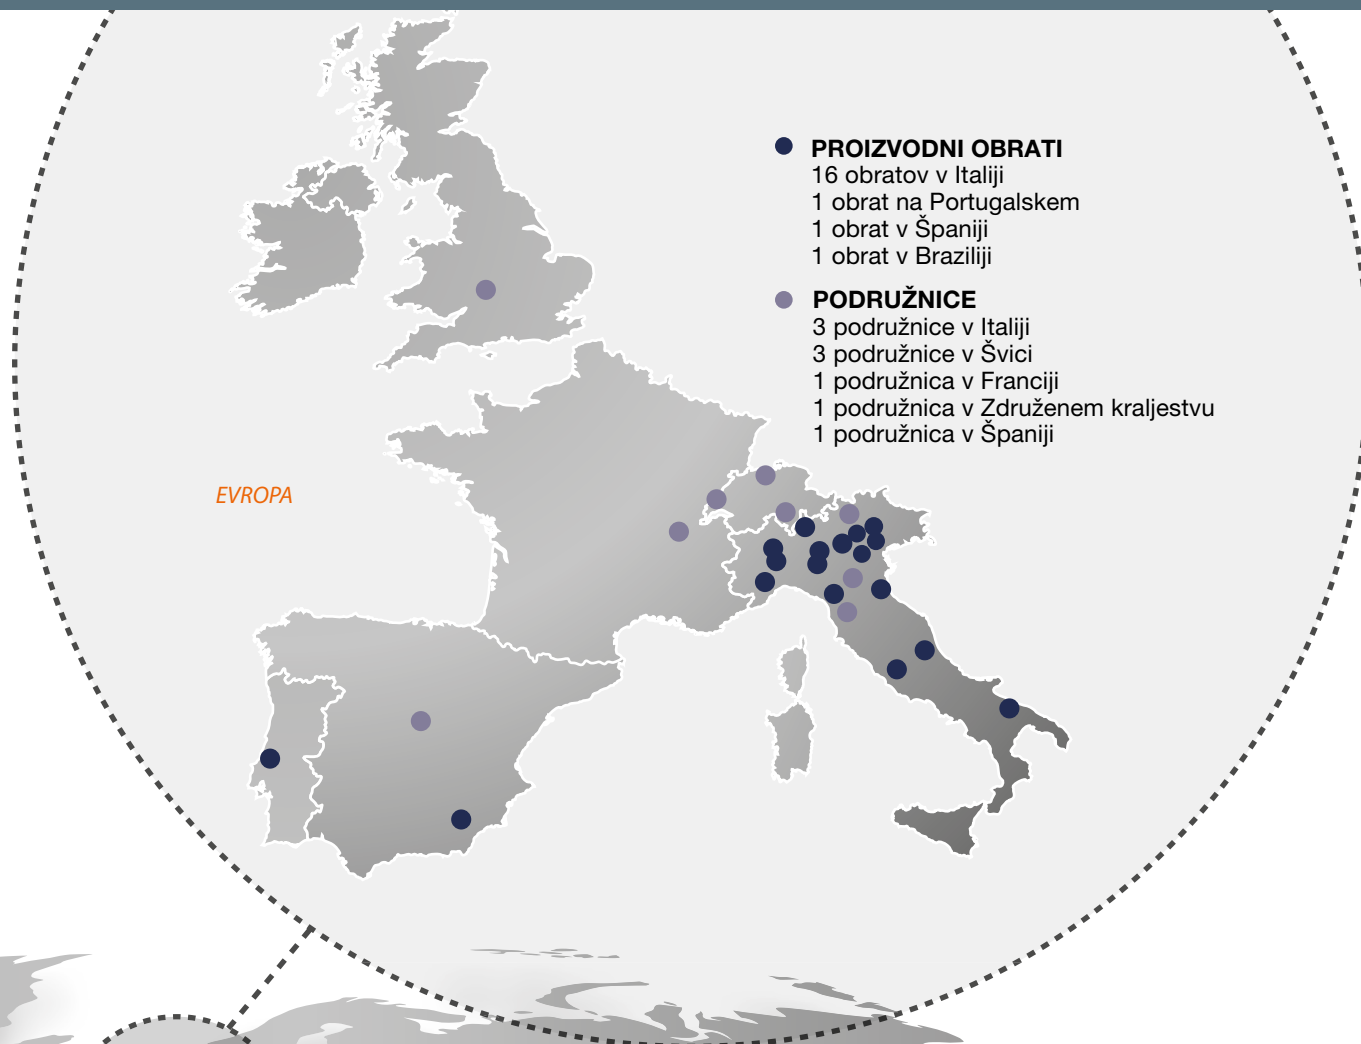 PROIZVODNI OBRATI
16 obratov v Italiji
1 obrat na Portugalskem
1 obrat v Španiji
1 obrat v Braziliji
PODRUŽNICE
3 podružnice v Italiji
3 podružnice v Švici
1 podružnica v Franciji
1 podružnica v Združenem kraljestvu
1 podružnica v Španiji
EVROPA